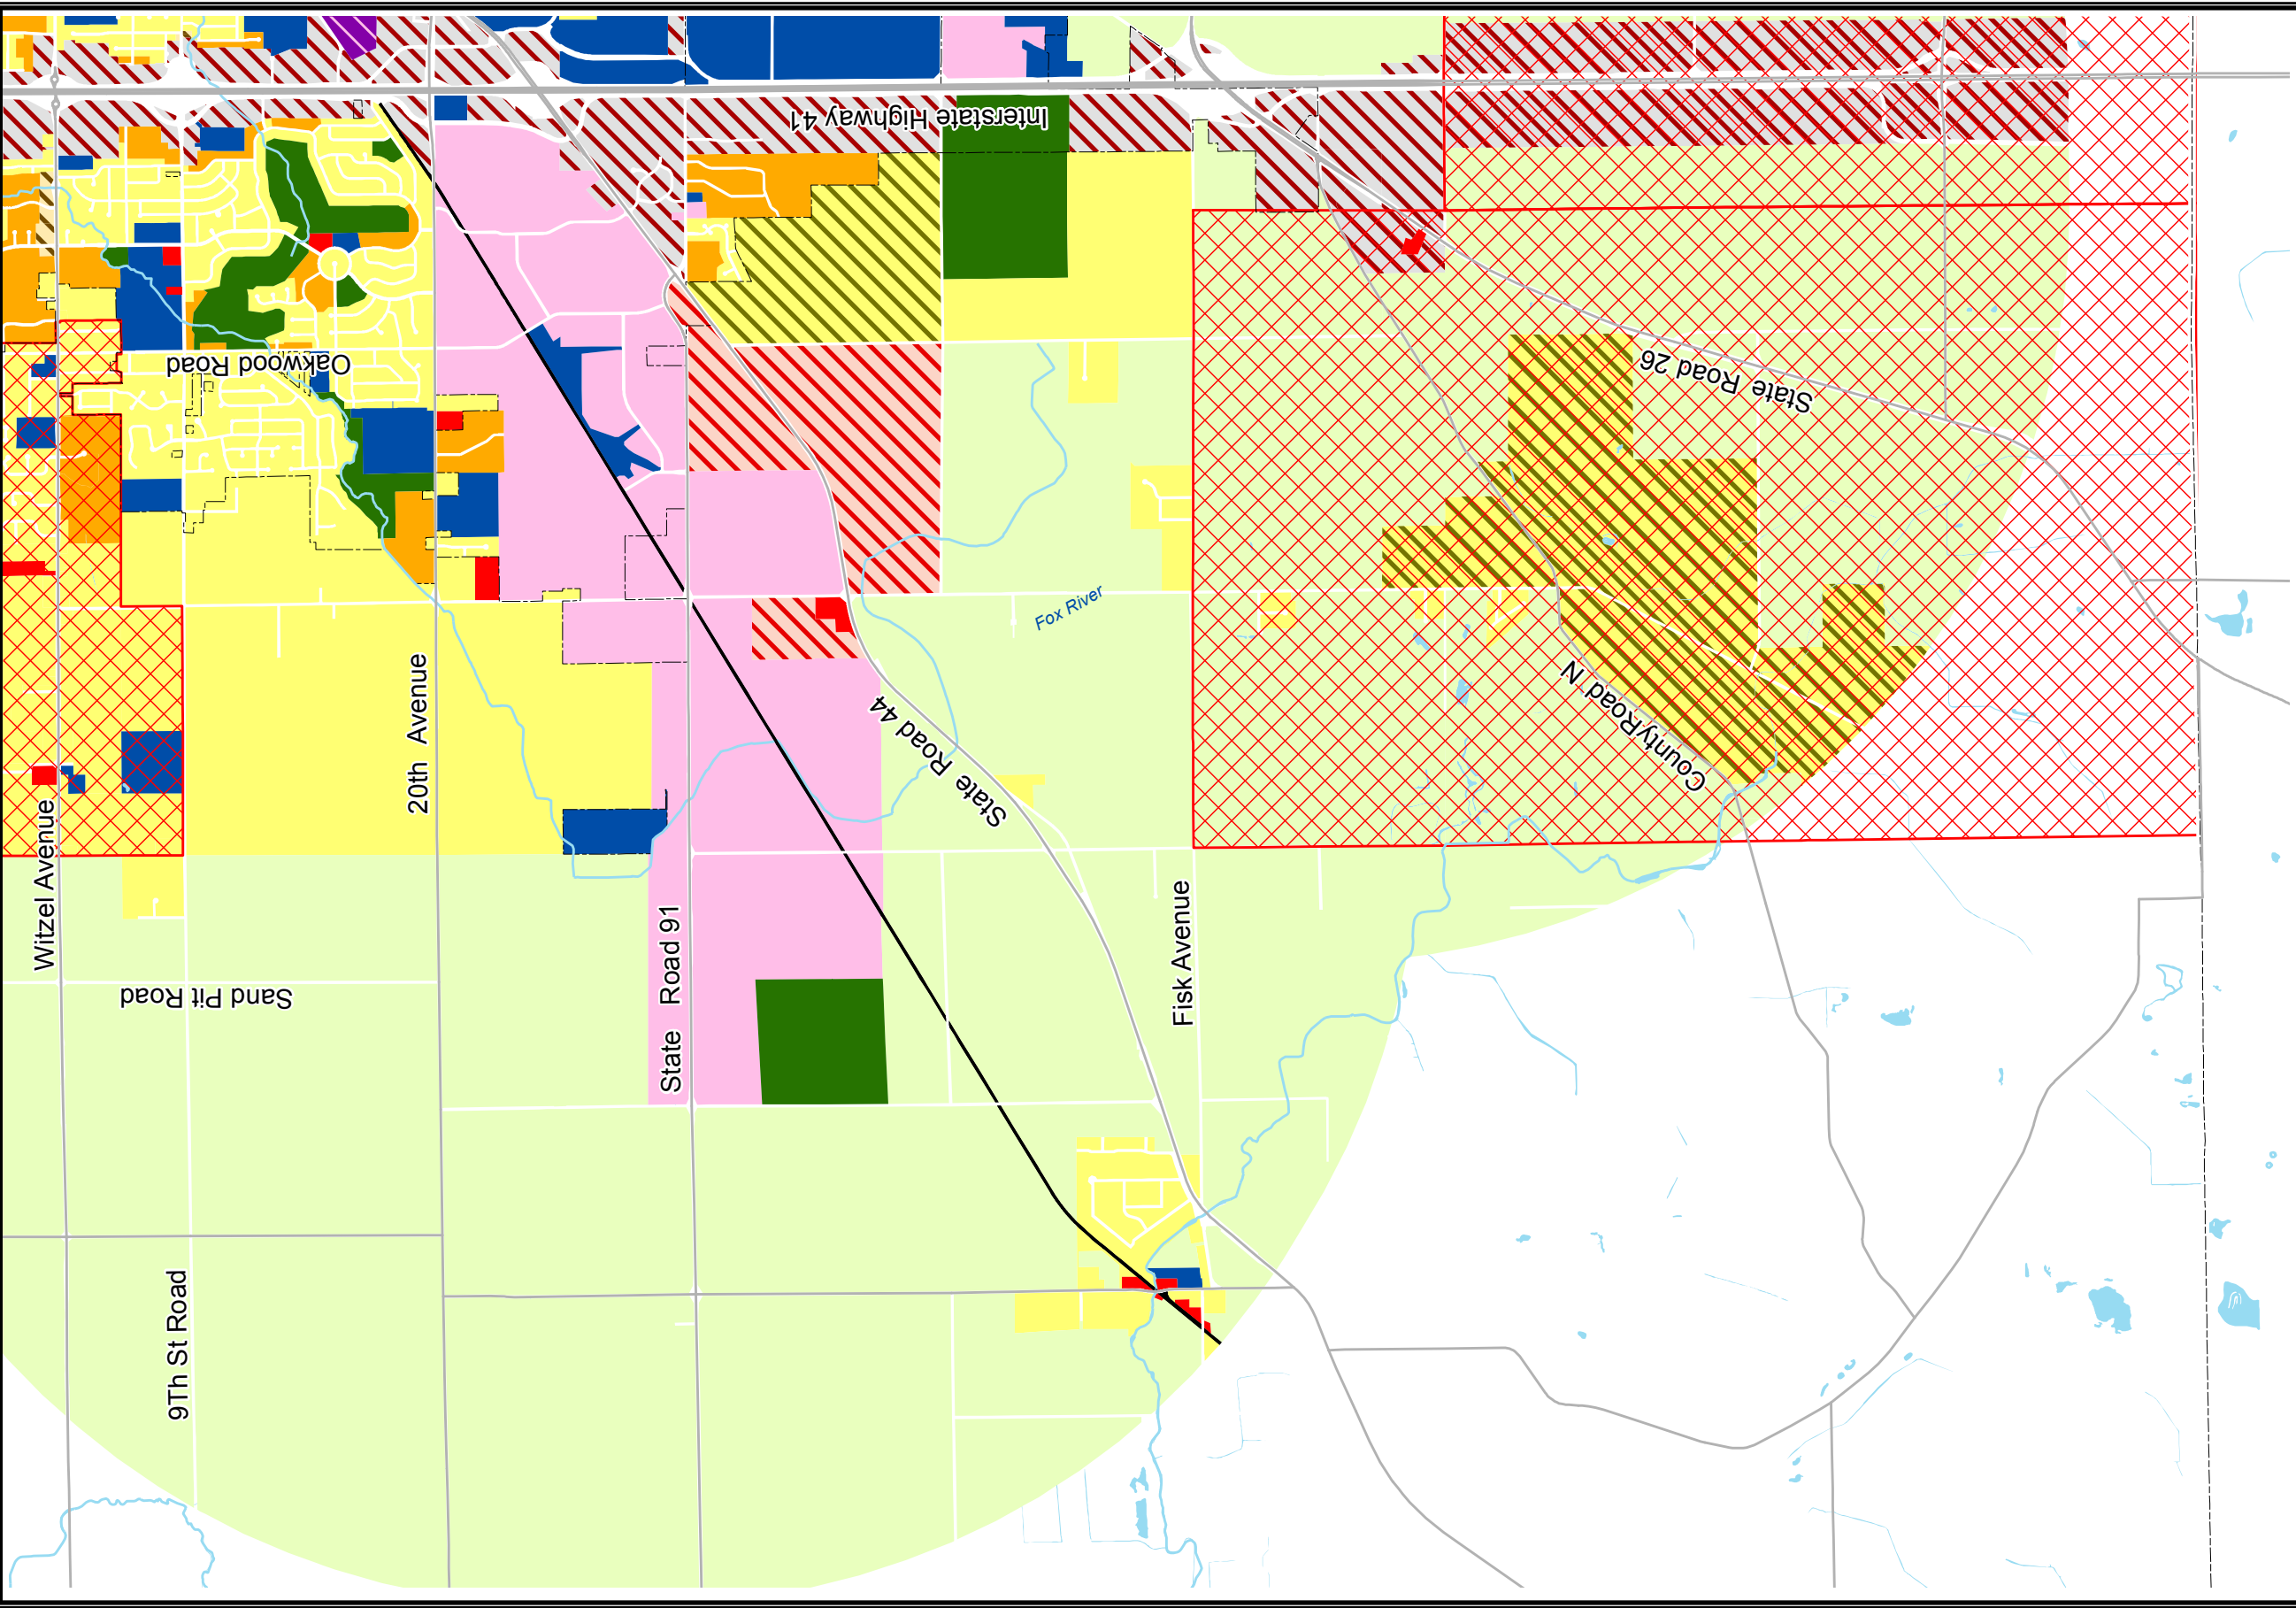 Interstate Highway 41
Oakwood Road
State Road 26
Fox River
20th Avenue
County Road N
State Road 44
Witzel Avenue
State Road 91
Fisk Avenue
Sand Pit Road
9Th St Road